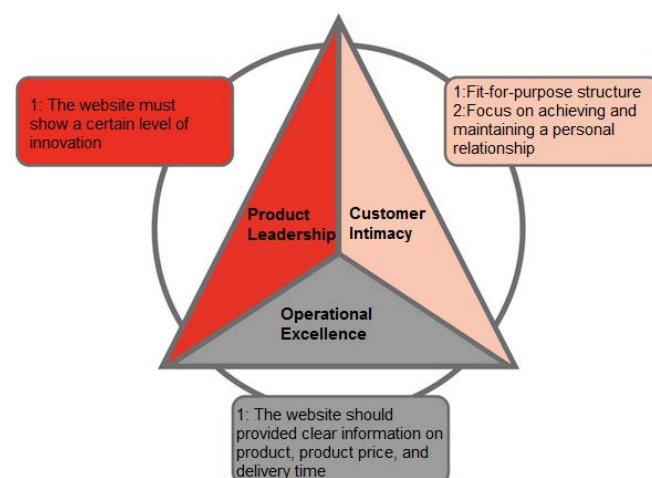 1: The website must
show a certain level of
innovation
1:Fit-for-purpose structure
2:Focus on achieving and
maintaining a personal
relationship
Product
Leadership
Customer
Intimacy
Operational
Excellence
1: The website should
provided clear information on
product, product price, and
delivery time